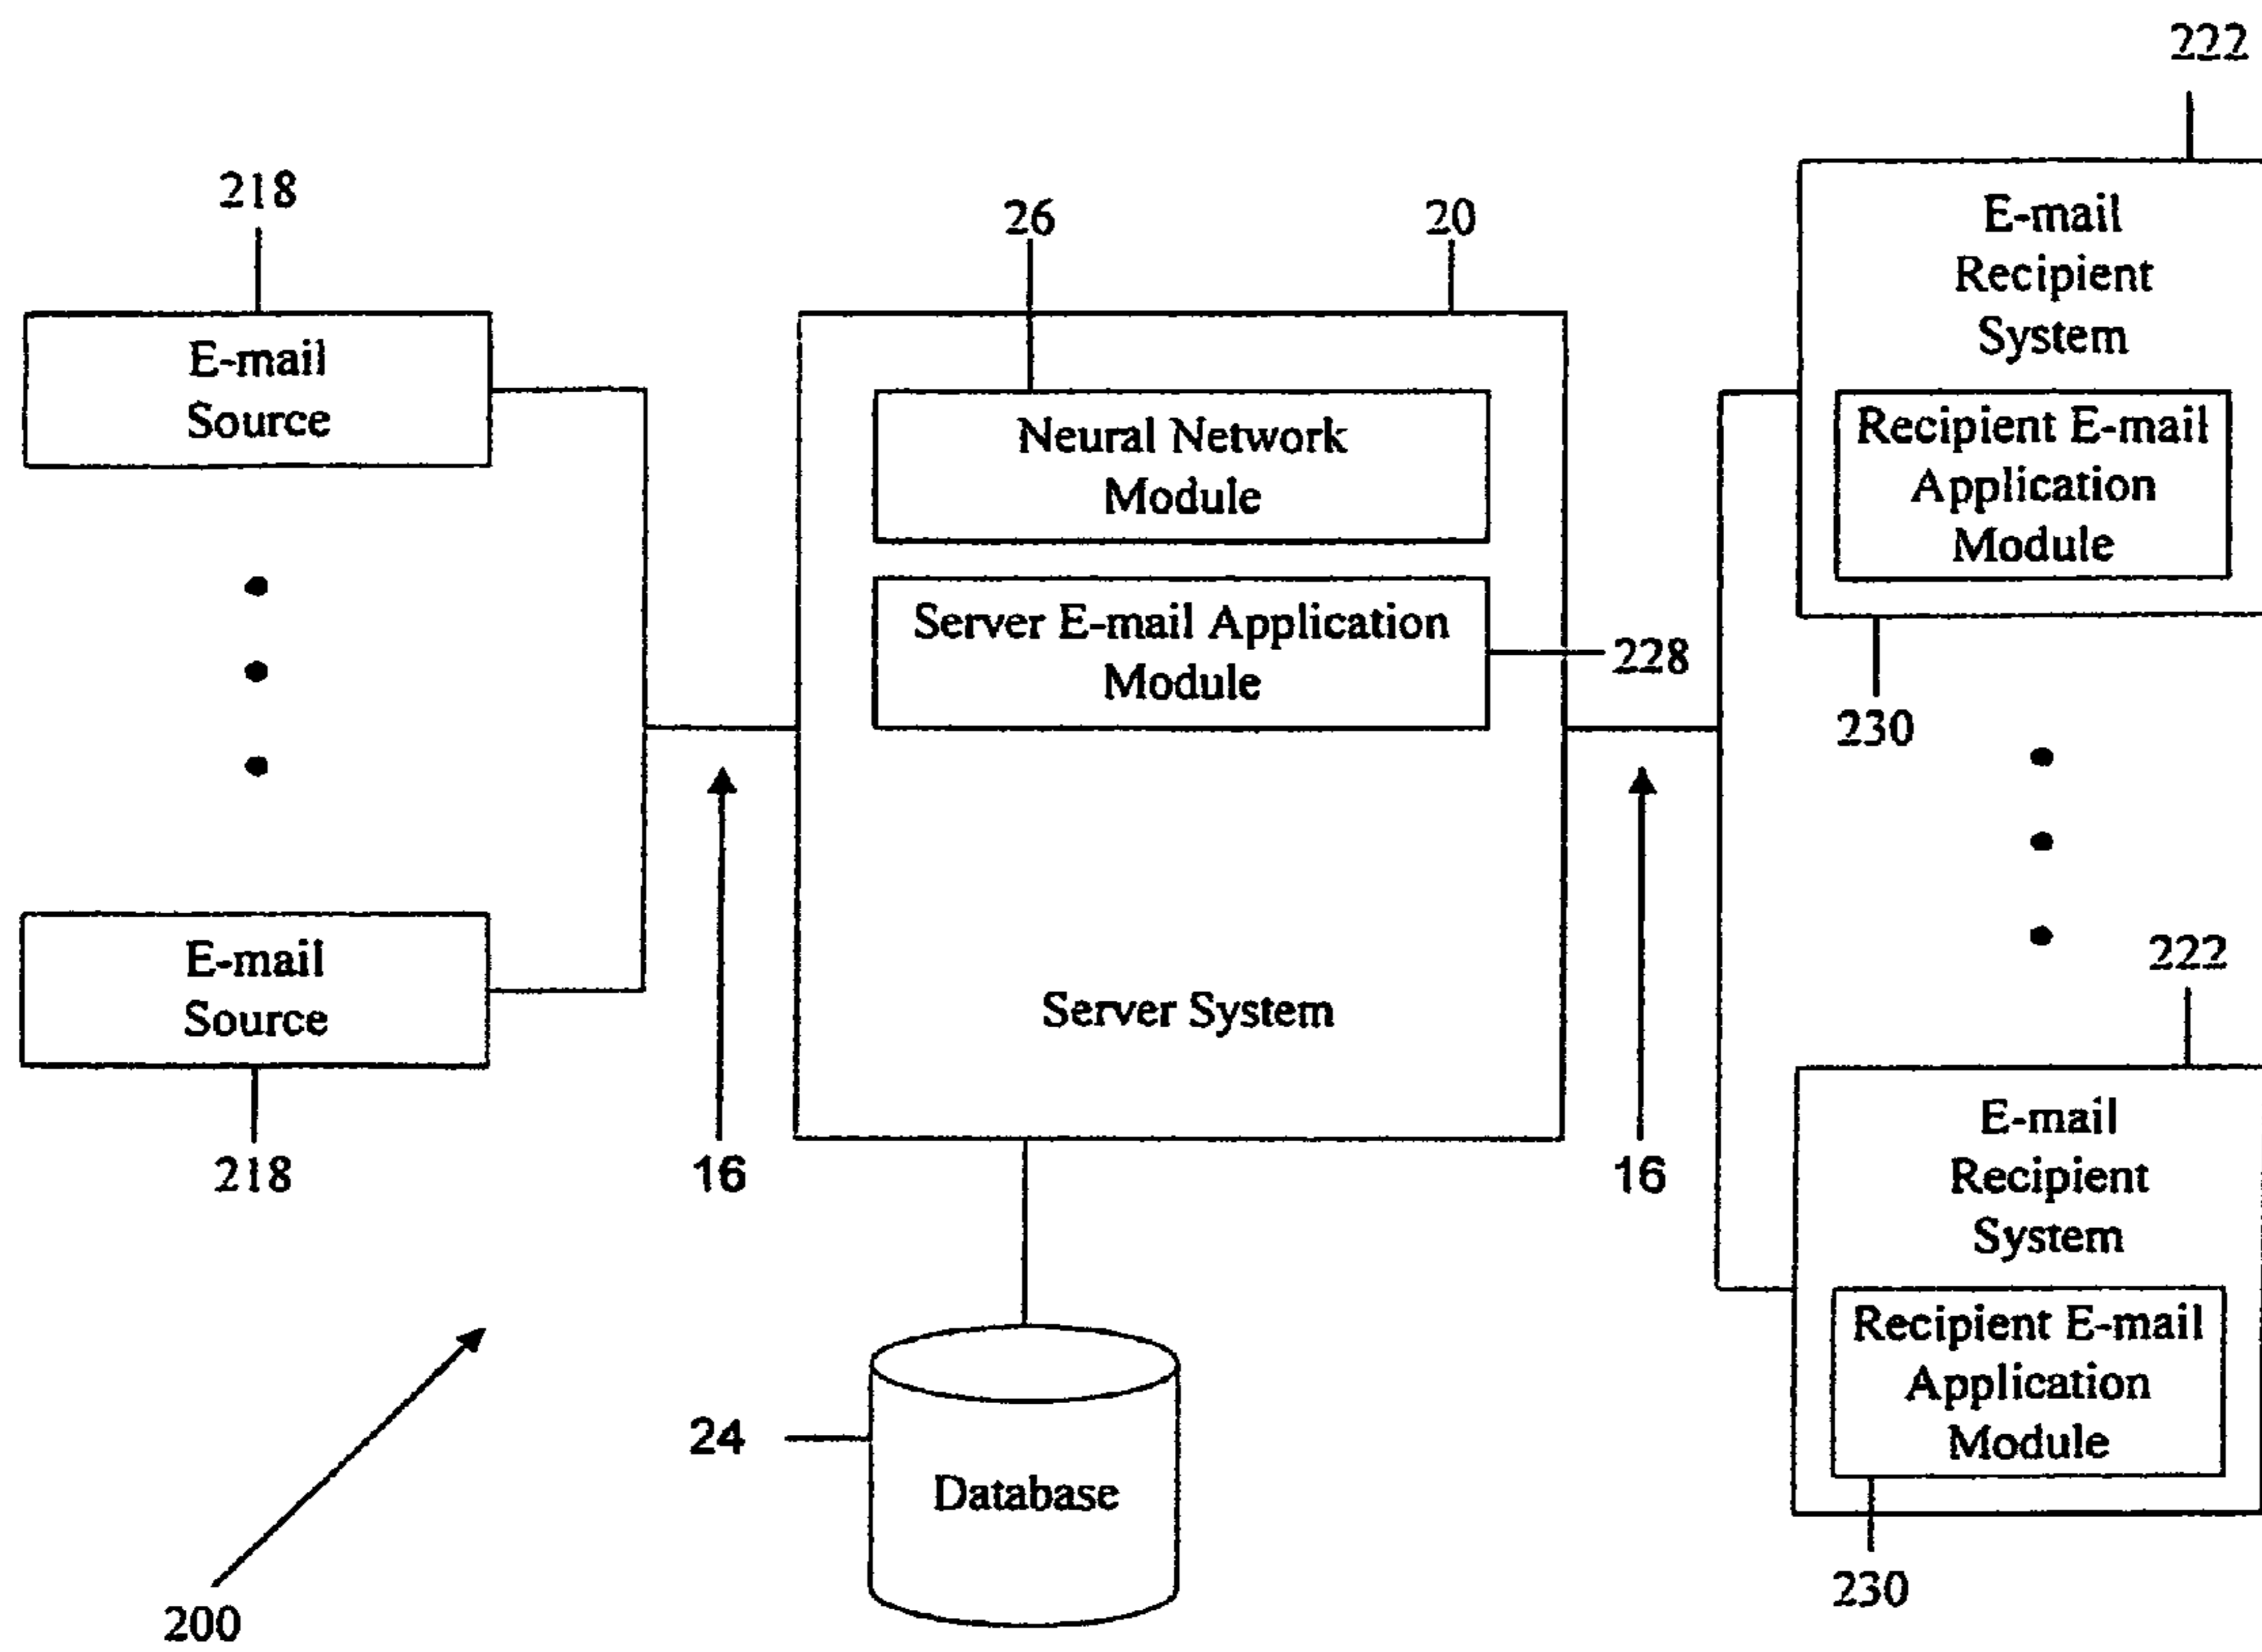 222
218
26
20
E-mail
Recipient
System
E-mail
Source
Neural Network
Module
Recipient E-mail
Application
Module
Server E-mail Application
Module
228
230
E-mail
Source
Server System
222
218
16
16
E-mail
Recipient
System
Recipient E-mail
Application
Module
24
Database
230
200